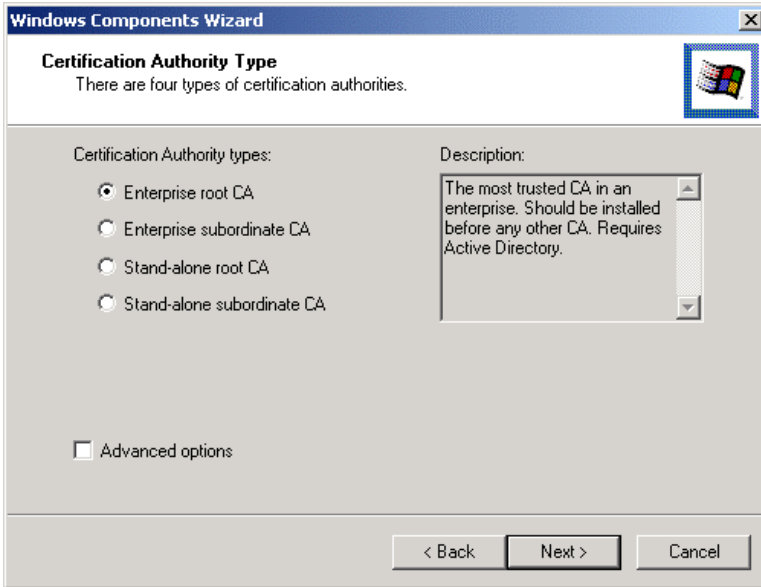 Windows Components Wizard
Certification Authority Type
There are four types of certification authorities.
Certification Authority types:
Enterprise root CA
Enterprise subordinate CA
Stand-alone root CA
Stand-alone subordinate CA
Description:
The most trusted CA in an
enterprise. Should be installed
before any other CA. Requires
Active Directory.
Advanced options
< Back
Next >
Cancel